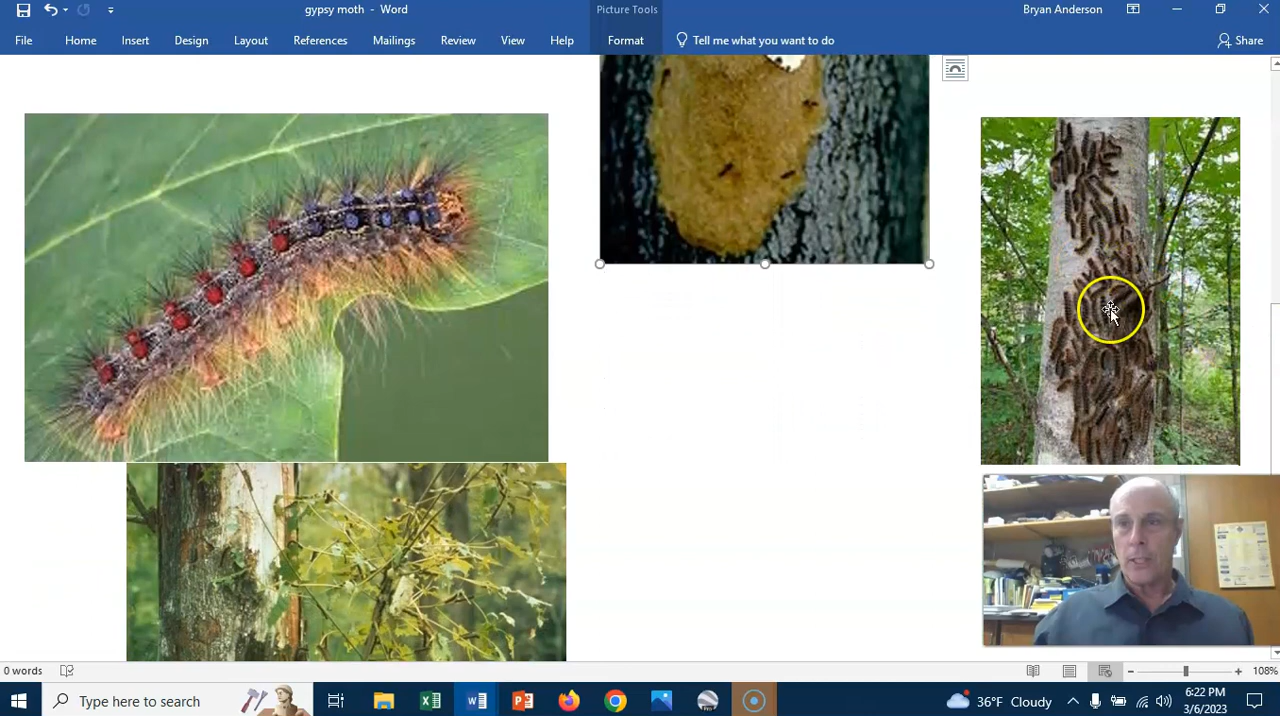 gypsy moth - Word
Picture Tools
Bryan Anderson
File Home Insert Design Layout References Mailings Review View Help Format Tell me what you want to do Share
0 words
108%
Type here to search
36°F Cloudy
6:22 PM
3/6/2023